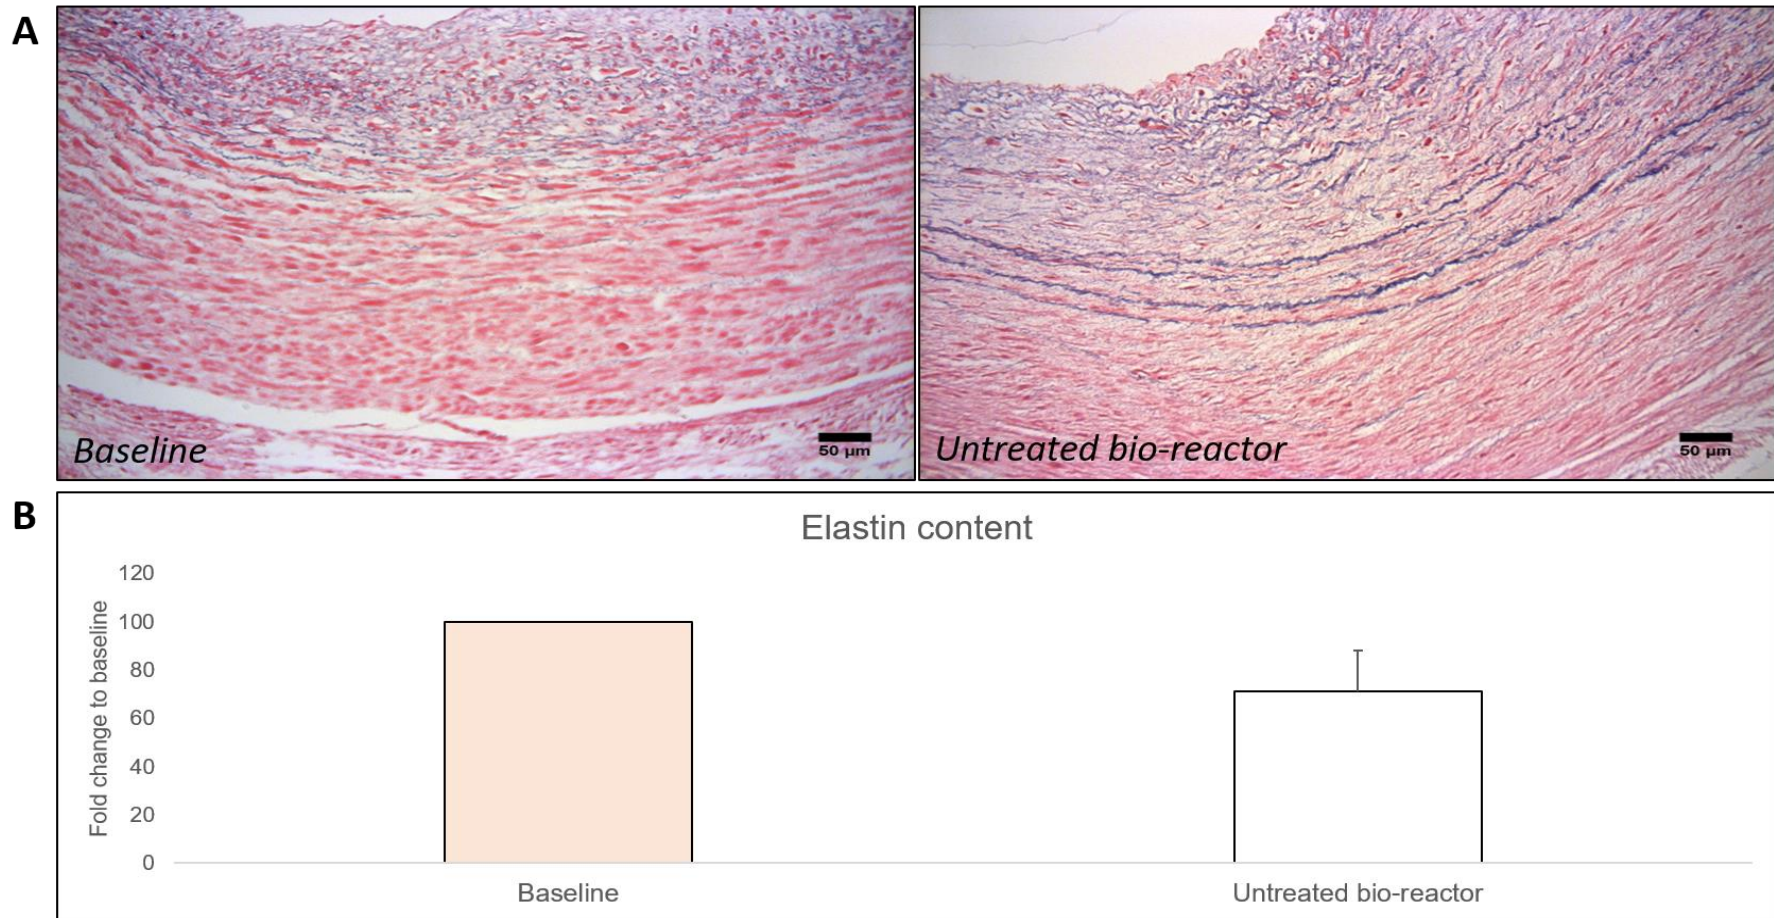 A
Baseline
50 µm
Untreated bio-reactor
50 µm
B
Elastin content
Fold change to baseline
120
100
80
60
40
20
0
Baseline
Untreated bio-reactor